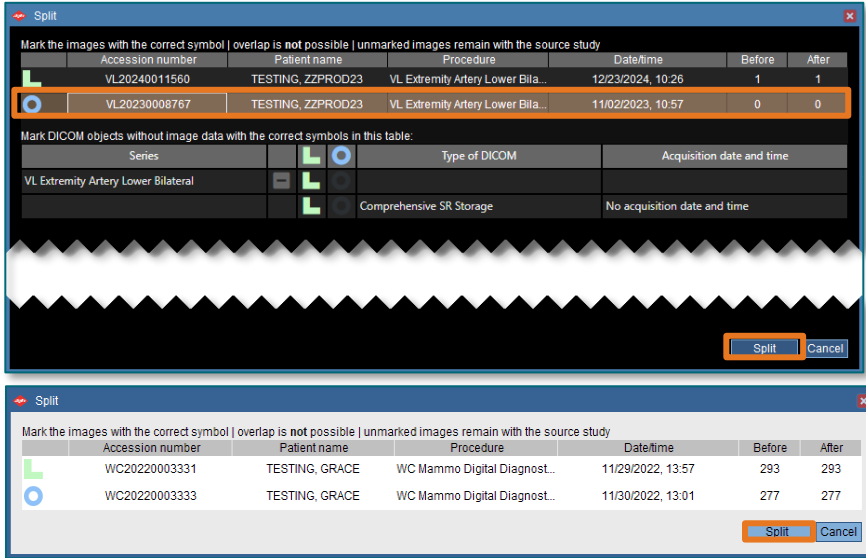 Split
Mark the images with the correct symbol | overlap is not possible | unmarked images remain with the source study
Accession number Patient name Procedure Date/time Before After
VL20240011560 TESTING, ZZPROD23 VL Extremity Artery Lower Bila... 12/23/2024, 10:26 1 1
VL20230008767 TESTING, ZZPROD23 VL Extremity Artery Lower Bila... 11/02/2023, 10:57 0 0
Mark DICOM objects without image data with the correct symbols in this table:
Series Type of DICOM Acquisition date and time
VL Extremity Artery Lower Bilateral
Comprehensive SR Storage No acquisition date and time
Split Cancel
Split
Mark the images with the correct symbol | overlap is not possible | unmarked images remain with the source study
Accession number Patient name Procedure Date/time Before After
WC20220003331 TESTING, GRACE WC Mammo Digital Diagnost... 11/29/2022, 13:57 293 293
WC20220003333 TESTING, GRACE WC Mammo Digital Diagnost... 11/30/2022, 13:01 277 277
Split Cancel